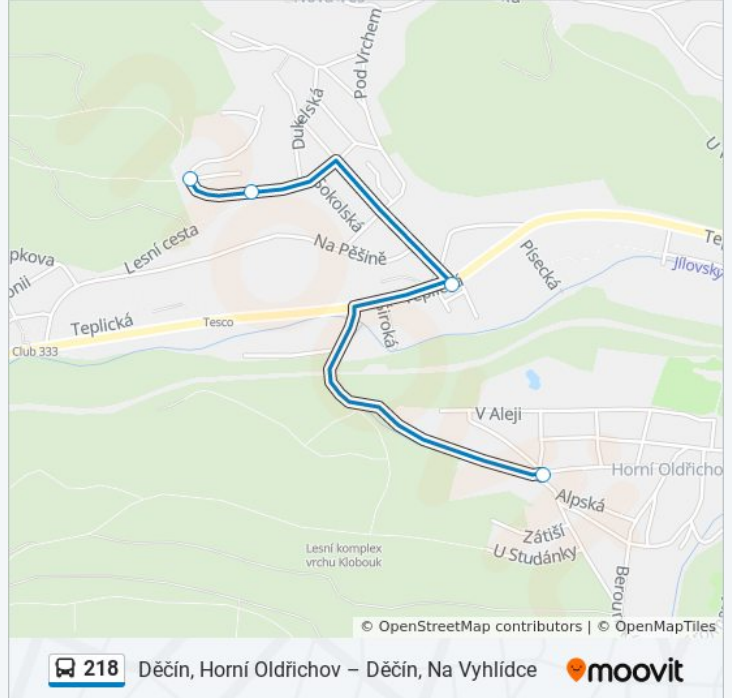 Pod Vrchem
Dukelská
Sokolská
Lesní cesta
Na Pěšině
Písecká
Jílovský
Teplická
Tesco
Široká
Club 333
V Aleji
Horní Oldřicho
Alpská
Zátiší
U Studánky
Lesní komplex
vrchu Klobouk
© OpenStreetMap contributors | © OpenMapTiles
218 Děčín, Horní Oldřichov – Děčín, Na Vyhlídce
moovit